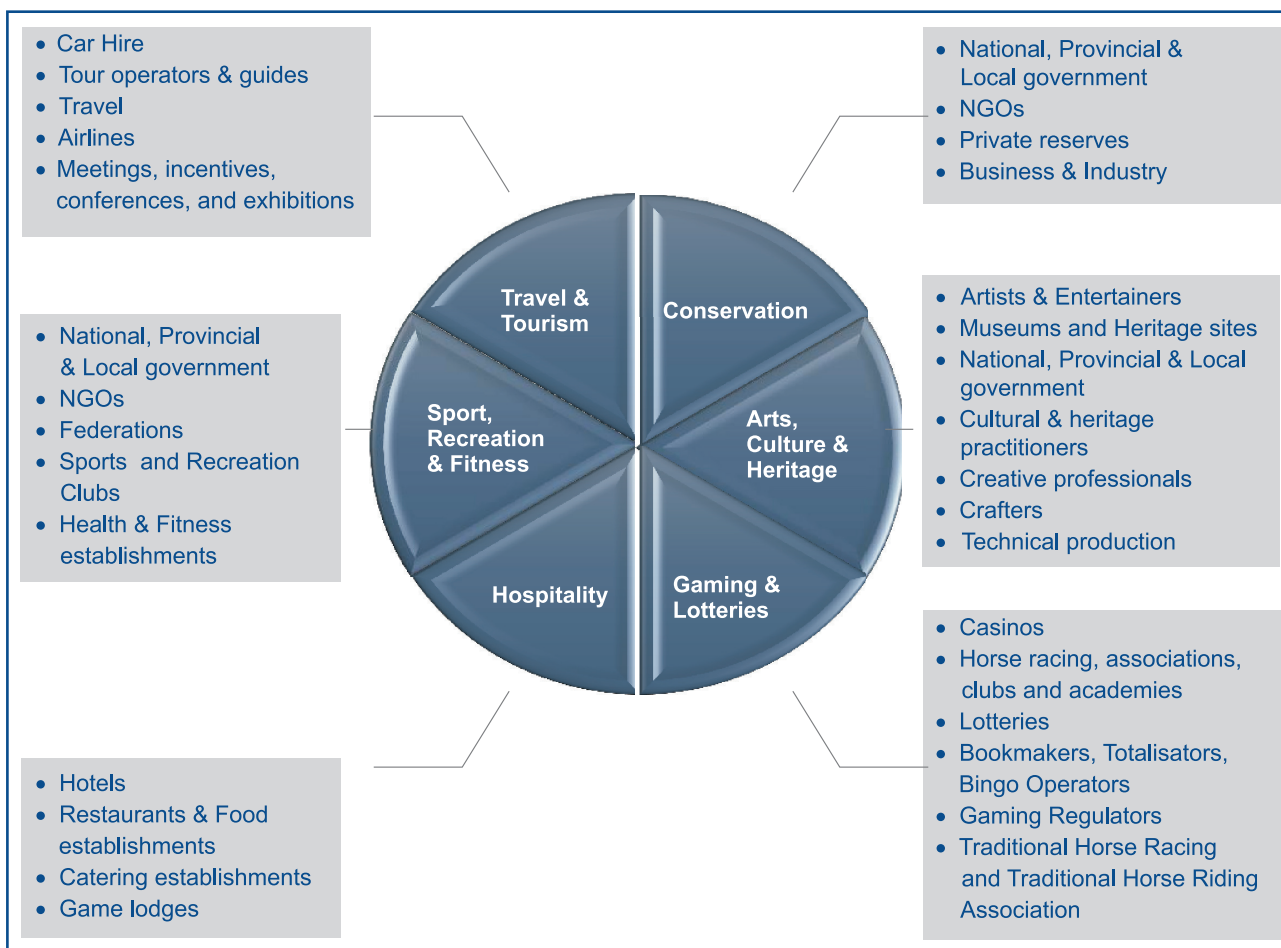 • Car Hire
• Tour operators & guides
• Travel
• Airlines
• Meetings, incentives,
conferences, and exhibitions
• National, Provincial &
Local government
• NGOs
• Private reserves
• Business & Industry
Travel &
Tourism
Conservation
• National, Provincial
& Local government
• NGOs
• Federations
• Sports and Recreation
Clubs
• Health & Fitness
establishments
Sport,
Recreation
& Fitness
Arts,
Culture &
Heritage
• Artists & Entertainers
• Museums and Heritage sites
• National, Provincial & Local
government
• Cultural & heritage
practitioners
• Creative professionals
• Crafters
• Technical production
Hospitality
Gaming &
Lotteries
• Hotels
• Restaurants & Food
establishments
• Catering establishments
• Game lodges
• Casinos
• Horse racing, associations,
clubs and academies
• Lotteries
• Bookmakers, Totalisators,
Bingo Operators
• Gaming Regulators
• Traditional Horse Racing
and Traditional Horse Riding
Association